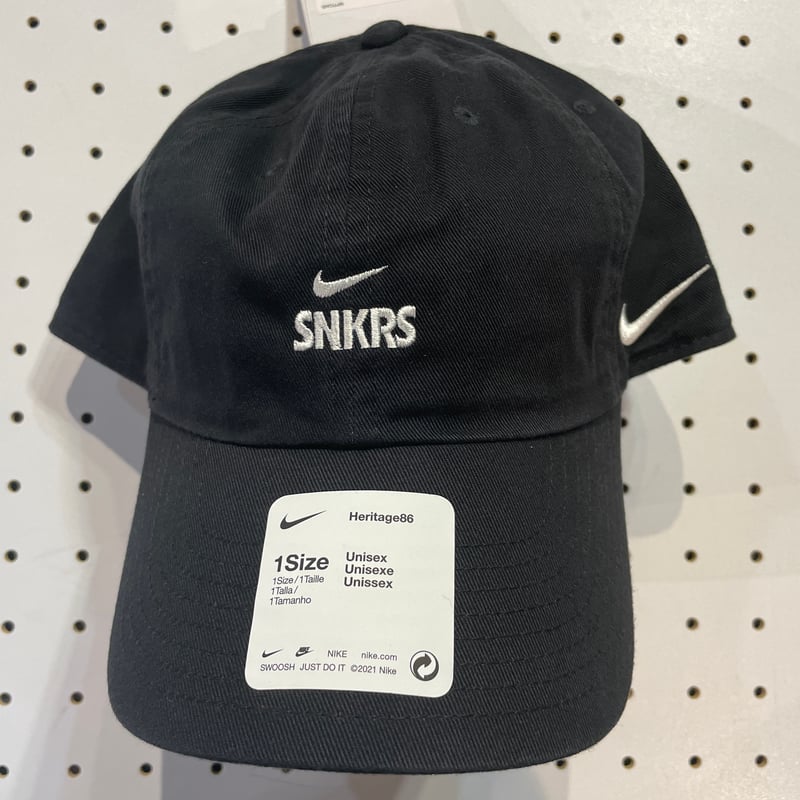 SNKRS
Heritage86
1Size
1Size/1Taille
1Talla/
1Tamanho
Unisex
Unisexe
Unissex
NIKE nike.com
SWOOSH JUST DO IT ©2021 Nike